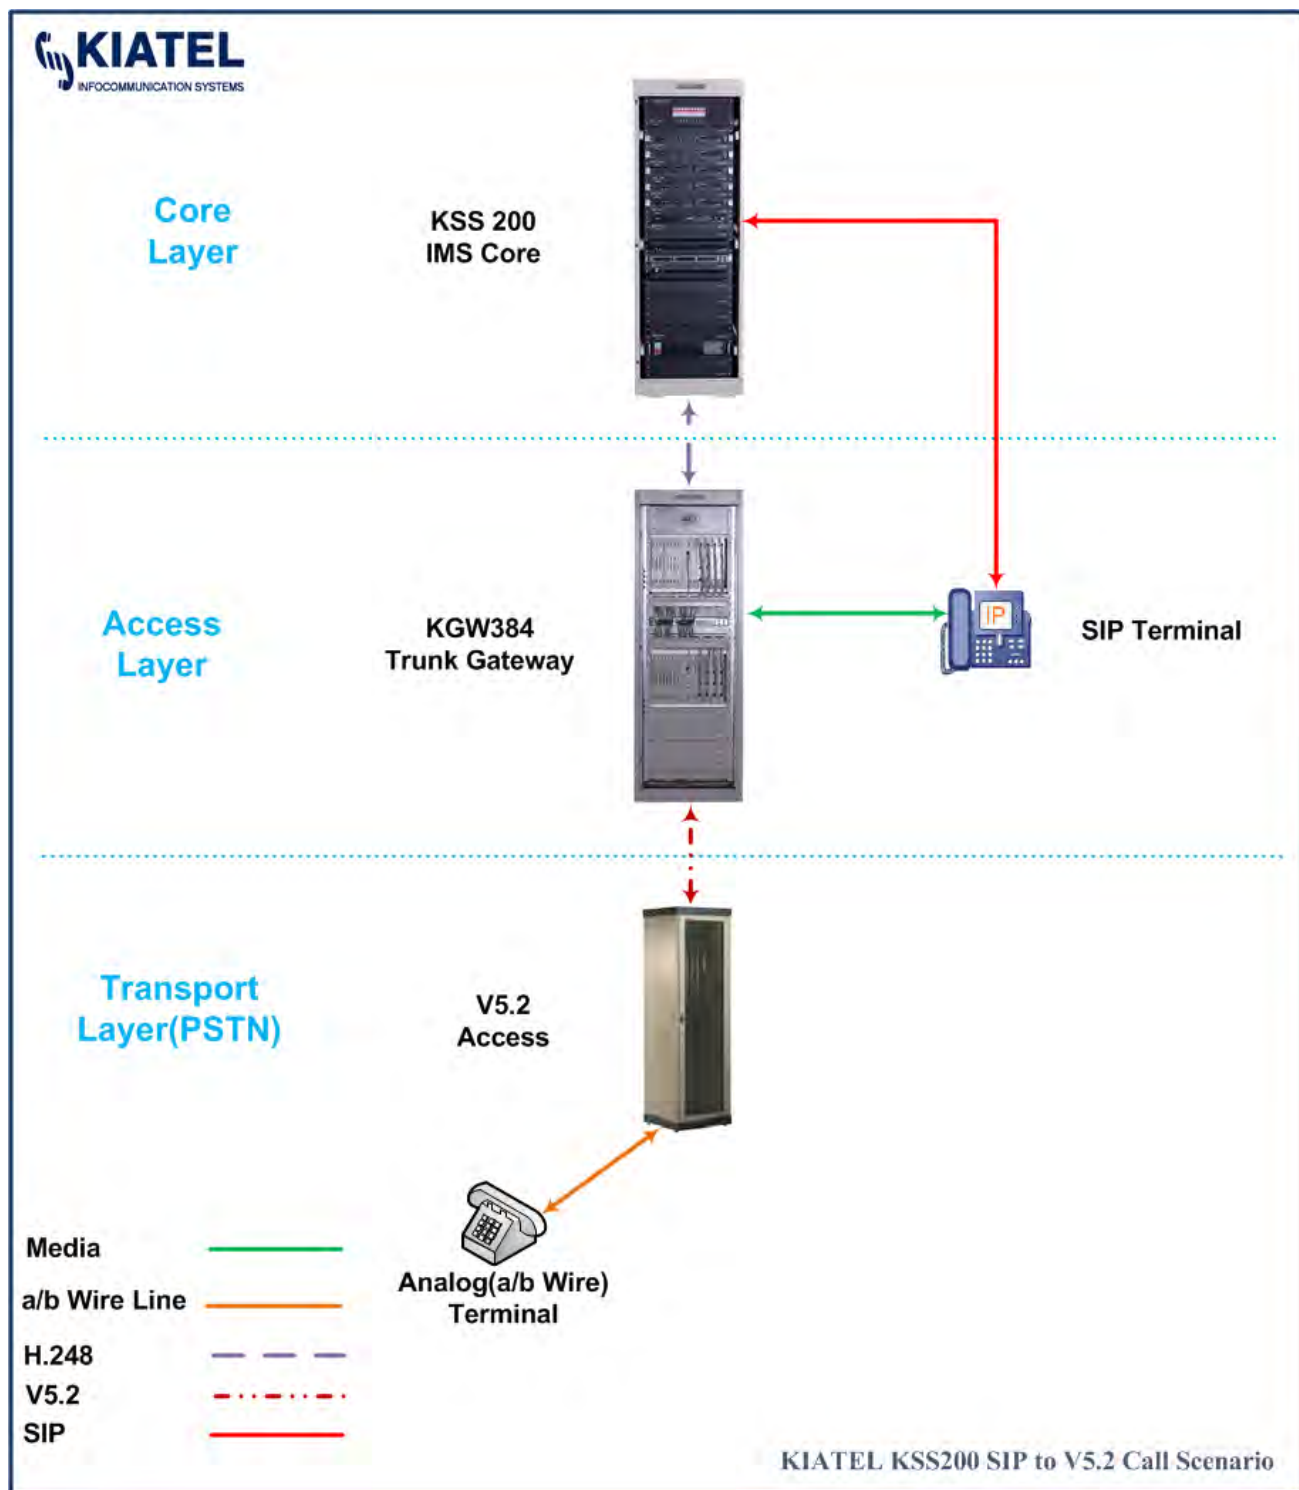 KIATEL
INFOCOMMUNICATION SYSTEMS
Core
Layer
KSS 200
IMS Core
Access
Layer
KGW384
Trunk Gateway
IP
SIP Terminal
Transport
Layer(PSTN)
V5.2
Access
Analog(a/b Wire)
Terminal
Media
a/b Wire Line
H.248
V5.2
SIP
KIATEL KSS200 SIP to V5.2 Call Scenario